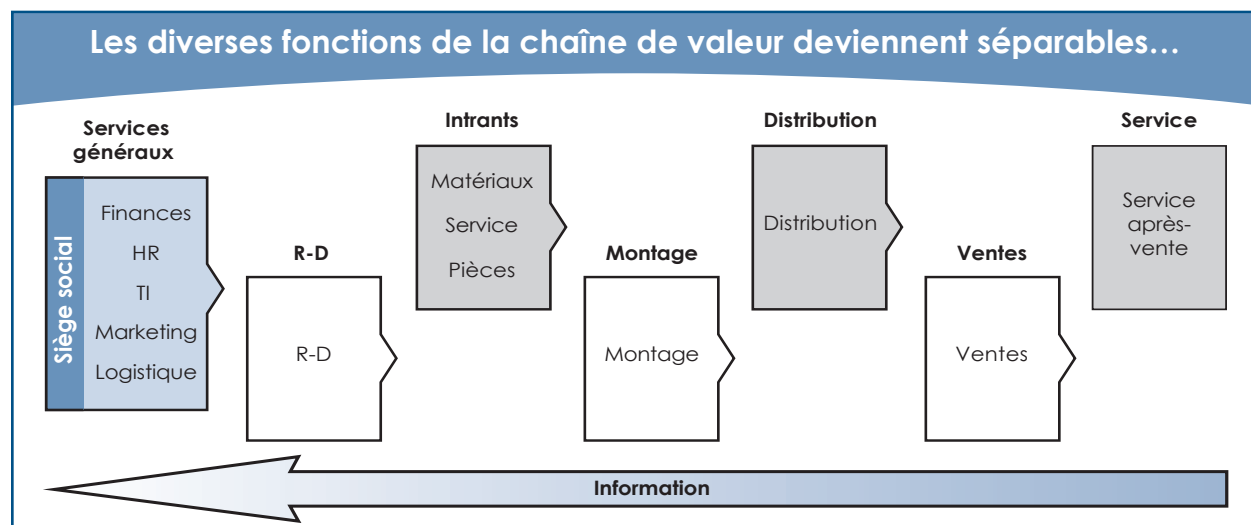 Les diverses fonctions de la chaîne de valeur deviennent séparables…
Services
généraux
Siège social
Finances
HR
TI
Marketing
Logistique
R-D
R-D
Intrants
Matériaux
Service
Pièces
Montage
Montage
Distribution
Distribution
Ventes
Ventes
Service
Service
après-
vente
Information